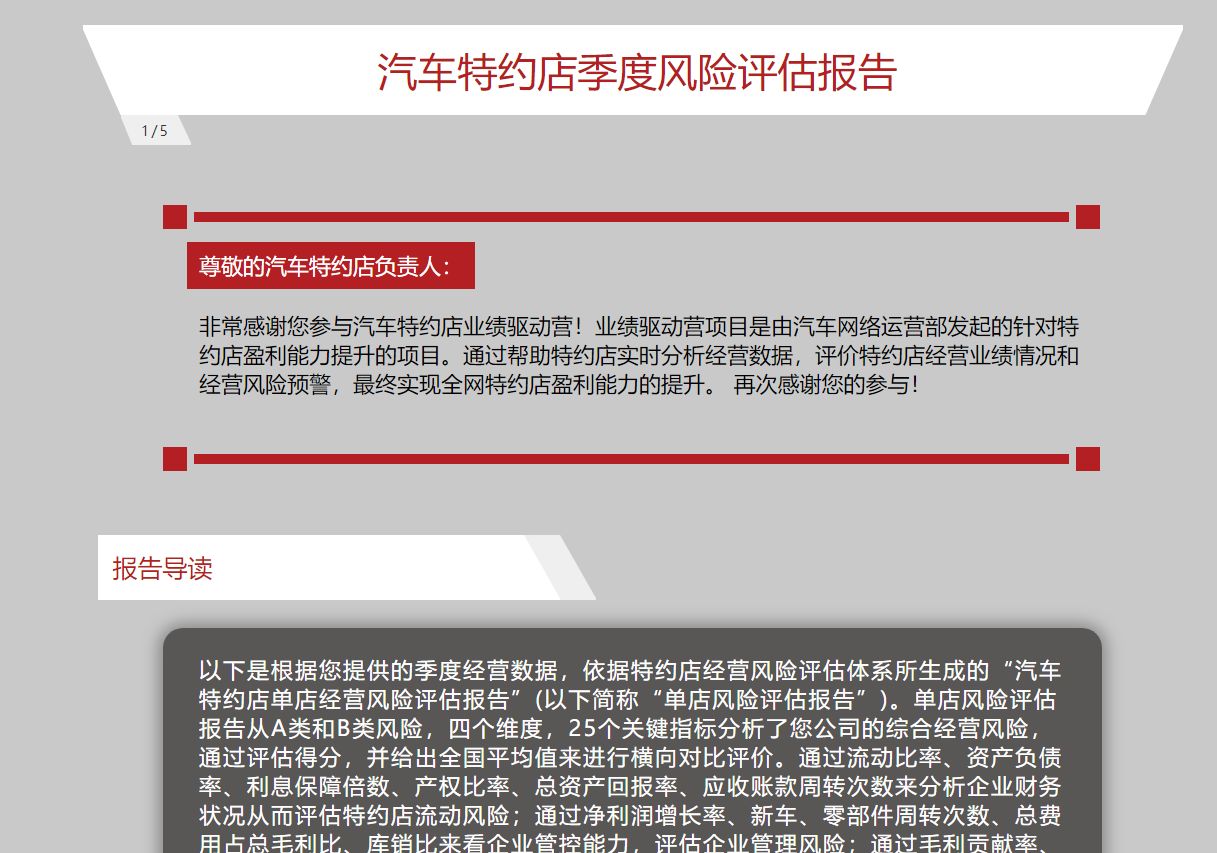 汽车特约店季度风险评估报告
1/5
尊敬的汽车特约店负责人：
非常感谢您参与汽车特约店业绩驱动营！业绩驱动营项目是由汽车网络运营部发起的针对特
约店盈利能力提升的项目。通过帮助特约店实时分析经营数据，评价特约店经营业绩情况和
经营风险预警，最终实现全网特约店盈利能力的提升。 再次感谢您的参与！
报告导读
以下是根据您提供的季度经营数据，依据特约店经营风险评估体系所生成的“汽车
特约店单店经营风险评估报告”(以下简称“单店风险评估报告”)。单店风险评估
报告从A类和B类风险，四个维度，25个关键指标分析了您公司的综合经营风险，
通过评估得分，并给出全国平均值来进行横向对比评价。通过流动比率、资产负债
率、利息保障倍数、产权比率、总资产回报率、应收账款周转次数来分析企业财务
状况从而评估特约店流动风险；通过净利润增长率、新车、零部件周转次数、总费
用占总毛利比、库销比来看企业管控能力，评估企业管理风险；通过毛利贡献率、